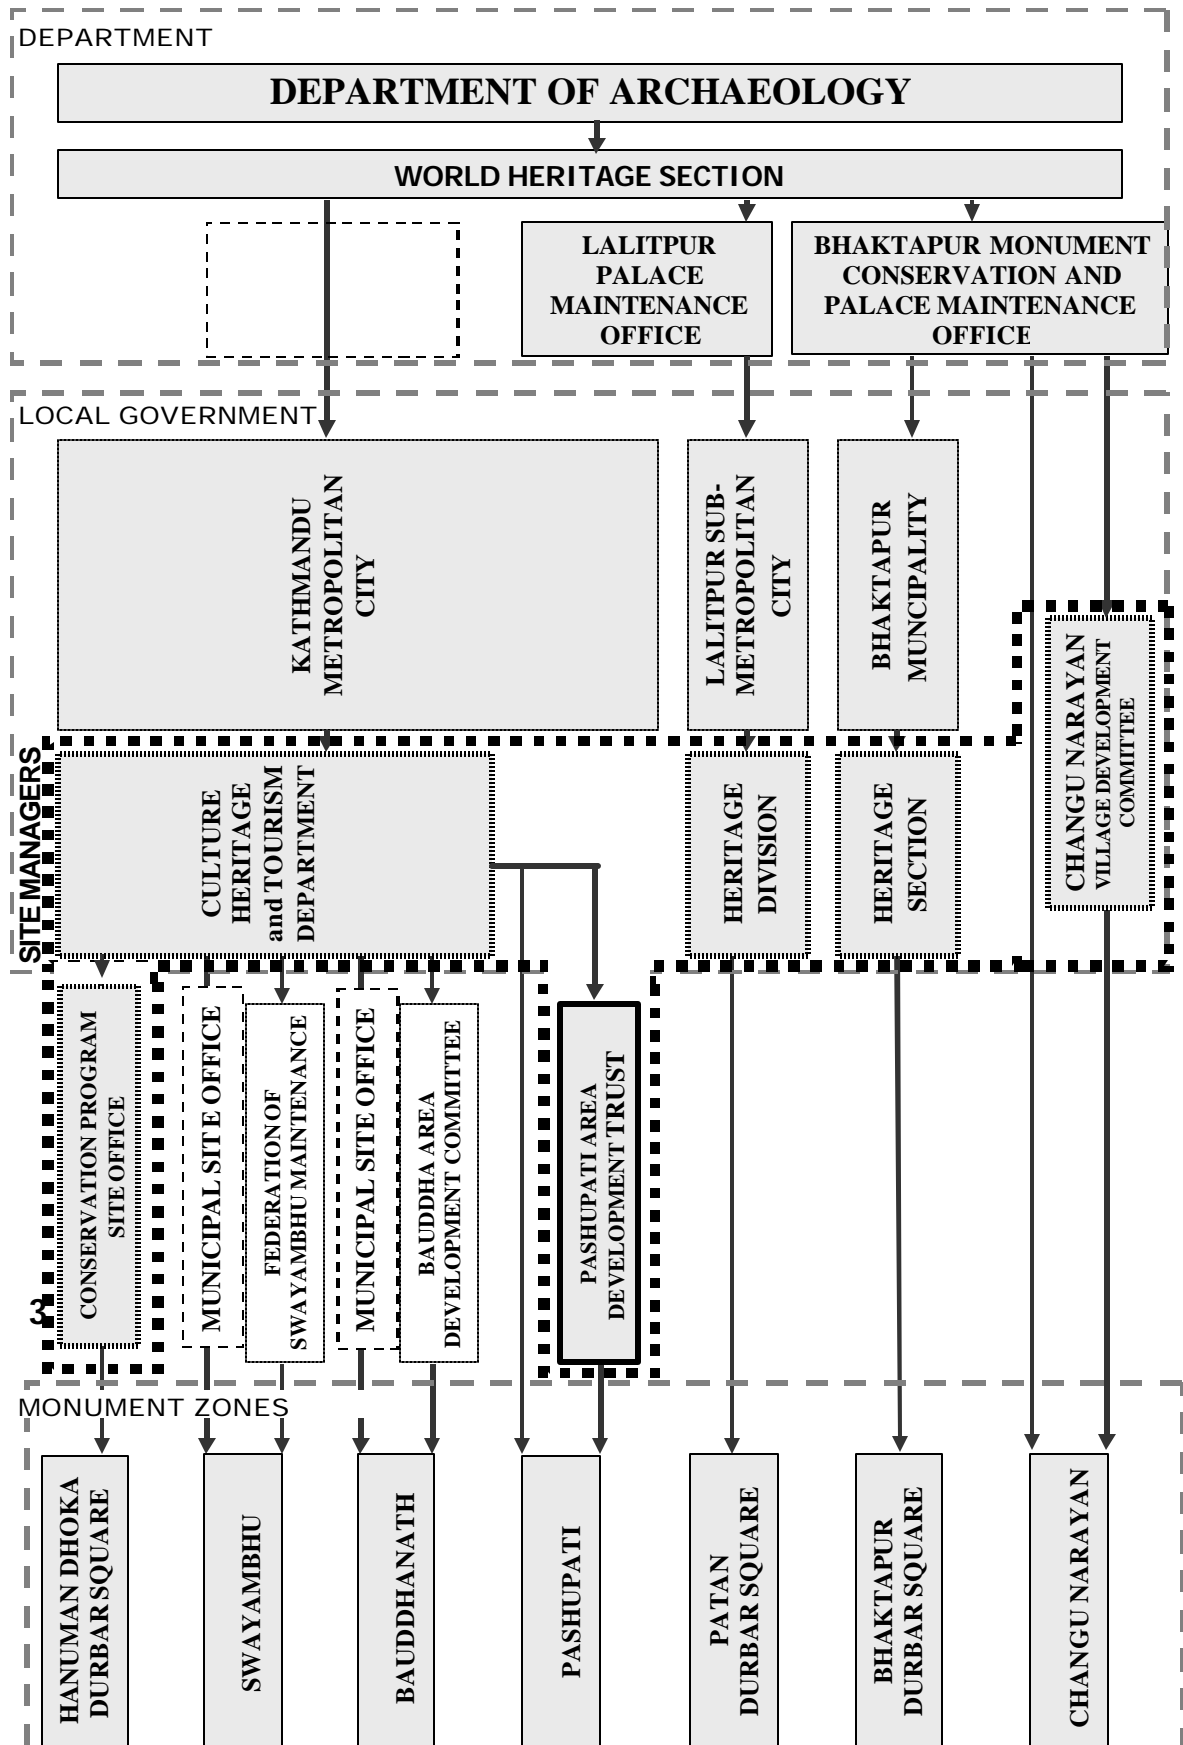 DEPARTMENT
DEPARTMENT OF ARCHAEOLOGY
WORLD HERITAGE SECTION
LALITPUR
PALACE
MAINTENANCE
OFFICE
BHAKTAPUR MONUMENT
CONSERVATION AND
PALACE MAINTENANCE
OFFICE
LOCAL GOVERNMENT
KATHMANDU
METROPOLITAN
CITY
LALITPUR SUB-
METROPOLITAN
CITY
BHAKTAPUR
MUNCIPALITY
CHANGU NARAYAN
VILLAGE DEVELOPMENT
COMMITTEE
SITE MANAGERS
CULTURE
HERITAGE
and TOURISM
DEPARTMENT
HERITAGE
DIVISION
HERITAGE
SECTION
CONSERVATION PROGRAM
SITE OFFICE
MUNICIPAL SITE OFFICE
FEDERATION OF
SWAYAMBHU MAINTENANCE
MUNICIPAL SITE OFFICE
BAUDDHA AREA
DEVELOPMENT COMMITTEE
PASHUPATI AREA
DEVELOPMENT TRUST
3
MONUMENT ZONES
HANUMAN DHOKA
DURBAR SQUARE
SWAYAMBHU
BAUDDHANATH
PASHUPATI
PATAN
DURBAR SQUARE
BHAKTAPUR
DURBAR SQUARE
CHANGU NARAYAN